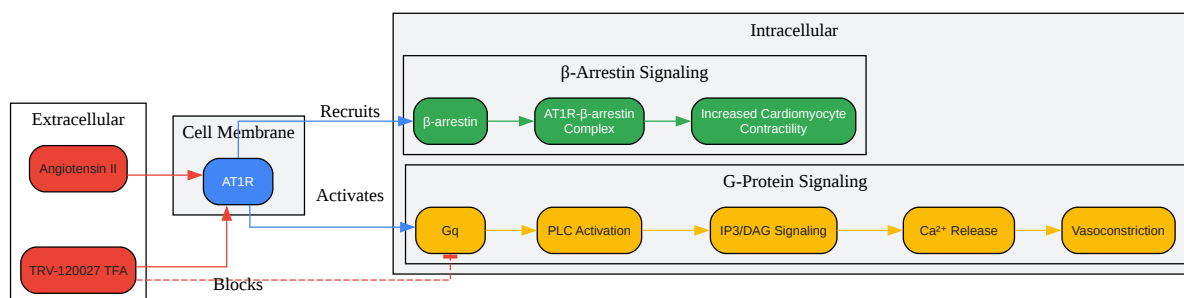 Intracellular
β-Arrestin Signaling
Extracellular
Recruits
β-arrestin
AT1R-β-arrestin
Complex
Increased Cardiomyocyte
Contractility
Cell Membrane
Angiotensin II
AT1R
G-Protein Signaling
Activates
Gq
PLC Activation
IP3/DAG Signaling
Ca²⁺ Release
Vasoconstriction
TRV-120027 TFA
Blocks